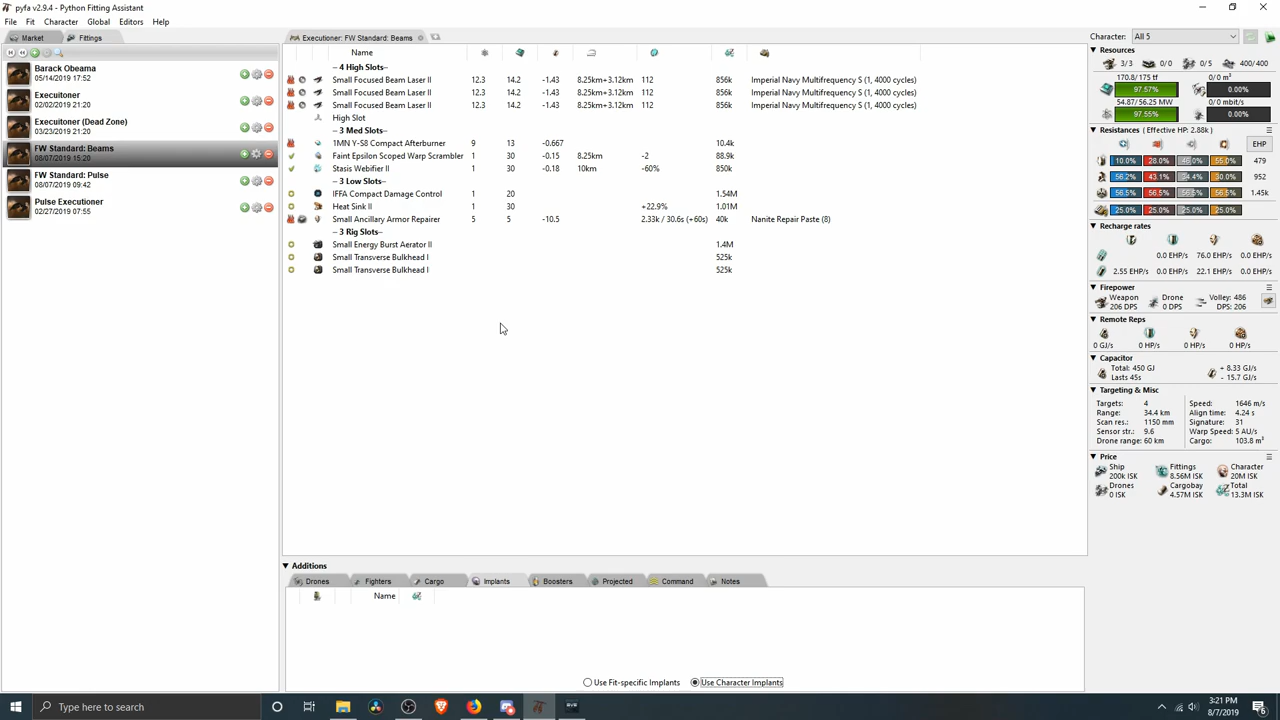 pyfa v2.9.4 - Python Fitting Assistant
File Fit Character Global Editors Help
Market Fittings
Executioner: FW Standard: Beams
Character: All 5
Barack Obeama
05/14/2019 17:52
Execuitoner
02/02/2019 21:20
Execuitoner (Dead Zone)
03/23/2019 21:20
FW Standard: Beams
08/07/2019 15:20
FW Standard: Pulse
08/07/2019 09:42
Pulse Executioner
02/27/2019 07:55
Name
-- 4 High Slots--
Small Focused Beam Laser II 12.3 14.2 -1.43 8.25km+3.12km 112 856k Imperial Navy Multifrequency S (1, 4000 cycles)
Small Focused Beam Laser II 12.3 14.2 -1.43 8.25km+3.12km 112 856k Imperial Navy Multifrequency S (1, 4000 cycles)
Small Focused Beam Laser II 12.3 14.2 -1.43 8.25km+3.12km 112 856k Imperial Navy Multifrequency S (1, 4000 cycles)
High Slot
-- 3 Med Slots--
1MN Y-S8 Compact Afterburner 9 13 -0.667 10.4k
Faint Epsilon Scoped Warp Scrambler 1 30 -0.15 8.25km -2 88.9k
Stasis Webifier II 1 30 -0.18 10km -60% 850k
-- 3 Low Slots--
IFFA Compact Damage Control 1 20 1.54M
Heat Sink II 1 30 +22.9% 1.01M
Small Ancillary Armor Repairer 5 5 -10.5 2.33k / 30.6s (+60s) 40k Nanite Repair Paste (8)
-- 3 Rig Slots--
Small Energy Burst Aerator II 1.4M
Small Transverse Bulkhead I 525k
Small Transverse Bulkhead I 525k
Resources
3/3 0/0 0/5 400/400
170.8/175 tf 0/0 m³
97.57% 0.00%
54.87/56.25 MW 0/0 mbit/s
97.55% 0.00%
Resistances ( Effective HP: 2.88k )
EHP
10.0% 28.0% 55.0% 479
56.2% 43.1% 34.4% 30.0% 952
56.5% 56.5% 56.5% 56.5% 1.45k
25.0% 25.0% 25.0% 25.0%
Recharge rates
0.0 EHP/s 76.0 EHP/s 0.0 EHP/s
2.55 EHP/s 0.0 EHP/s 22.1 EHP/s 0.0 EHP/s
Firepower
Weapon Drone Volley: 486
206 DPS 0 DPS DPS: 206
Remote Reps
0 GJ/s 0 HP/s 0 HP/s 0 HP/s
Capacitor
Total: 450 GJ + 8.33 GJ/s
Lasts 45s - 15.7 GJ/s
Targeting & Misc
Targets: 4 Speed: 1646 m/s
Range: 34.4 km Align time: 4.24 s
Scan res.: 1150 mm Signature: 31
Sensor str.: 9.6 Warp Speed: 5 AU/s
Drone range: 60 km Cargo: 103.8 m³
Price
Ship Fittings Character
200k ISK 8.56M ISK 20M ISK
Drones Cargobay Total
0 ISK 4.57M ISK 13.3M ISK
Additions
Drones Fighters Cargo Implants Boosters Projected Command Notes
Name
Use Fit-specific Implants Use Character Implants
Type here to search
3:21 PM
8/7/2019
6